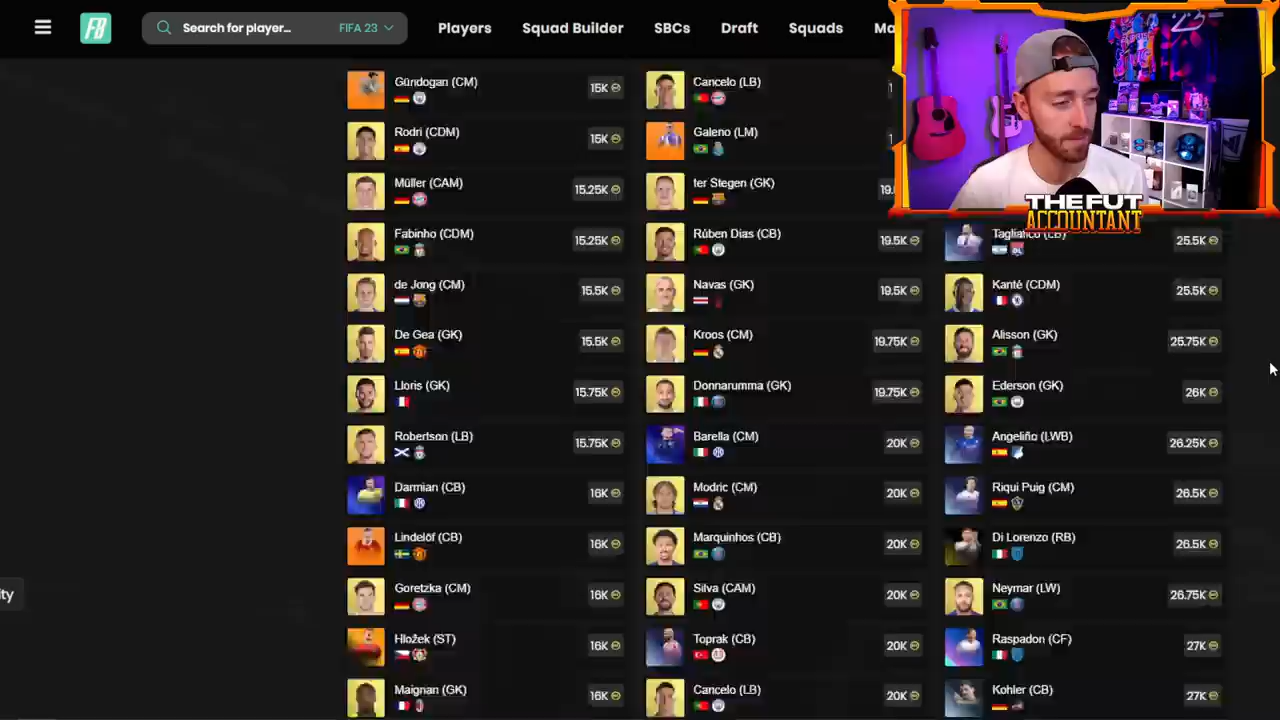 FB
Search for player...
FIFA 23
Players
Squad Builder
SBCs
Draft
Squads
THE FUT
ACCOUNTANT
Gündogan (CM)
15K
Rodri (CDM)
15K
Müller (CAM)
15.25K
Fabinho (CDM)
15.25K
de Jong (CM)
15.5K
De Gea (GK)
15.5K
Lloris (GK)
15.75K
Robertson (LB)
15.75K
Darmian (CB)
16K
Lindelöf (CB)
16K
Goretzka (CM)
16K
Hložek (ST)
16K
Maignan (GK)
16K
Cancelo (LB)
Galeno (LM)
ter Stegen (GK)
Rúben Dias (CB)
19.5K
Navas (GK)
19.5K
Kroos (CM)
19.75K
Donnarumma (GK)
19.75K
Barella (CM)
20K
Modric (CM)
20K
Marquinhos (CB)
20K
Silva (CAM)
20K
Toprak (CB)
20K
Cancelo (LB)
20K
25.5K
Kanté (CDM)
25.5K
Alisson (GK)
25.75K
Ederson (GK)
26K
Angeliño (LWB)
26.25K
Riqui Puig (CM)
26.5K
Di Lorenzo (RB)
26.5K
Neymar (LW)
26.75K
Raspadori (CF)
27K
Kohler (CB)
27K
ity